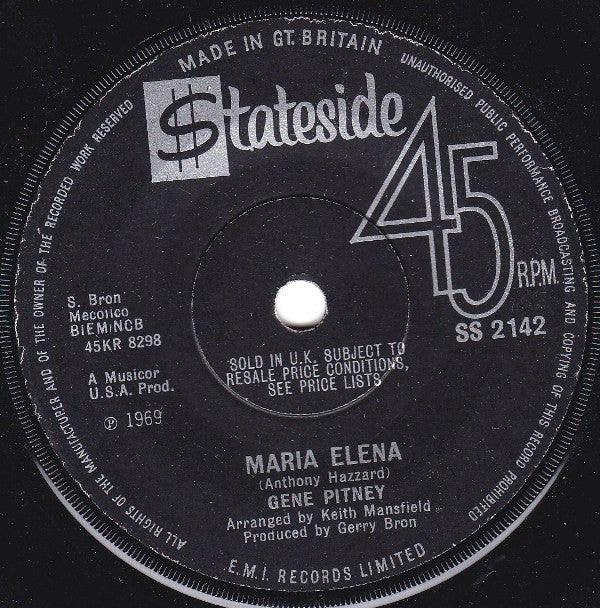 MADE IN GT. BRITAIN
UNAUTHORISED PUBLIC PERFORMANCE BROADCASTING AND COPYING OF THIS RECORD PROHIBITED
ALL RIGHTS OF THE MANUFACTURER AND OF THE OWNER OF THE RECORDED WORK RESERVED
$tateside
45
R.P.M.
SS 2142
S. Bron
Mecolico
BIEM/NCB
45KR 8298
A Musicor
U.S.A. Prod.
Ⓟ 1969
SOLD IN U.K. SUBJECT TO
RESALE PRICE CONDITIONS,
SEE PRICE LISTS
MARIA ELENA
(Anthony Hazzard)
GENE PITNEY
Arranged by Keith Mansfield
Produced by Gerry Bron
E.M.I. RECORDS LIMITED